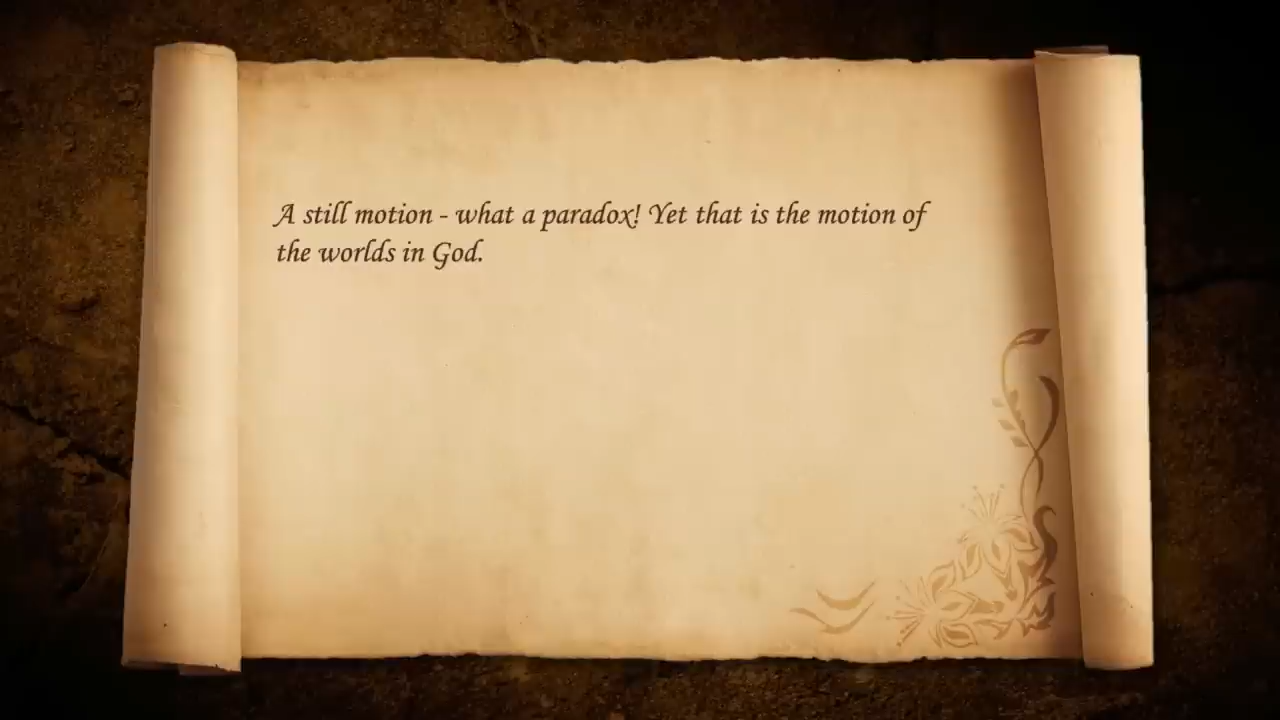 A still motion - what a paradox! Yet that is the motion of
the worlds in God.